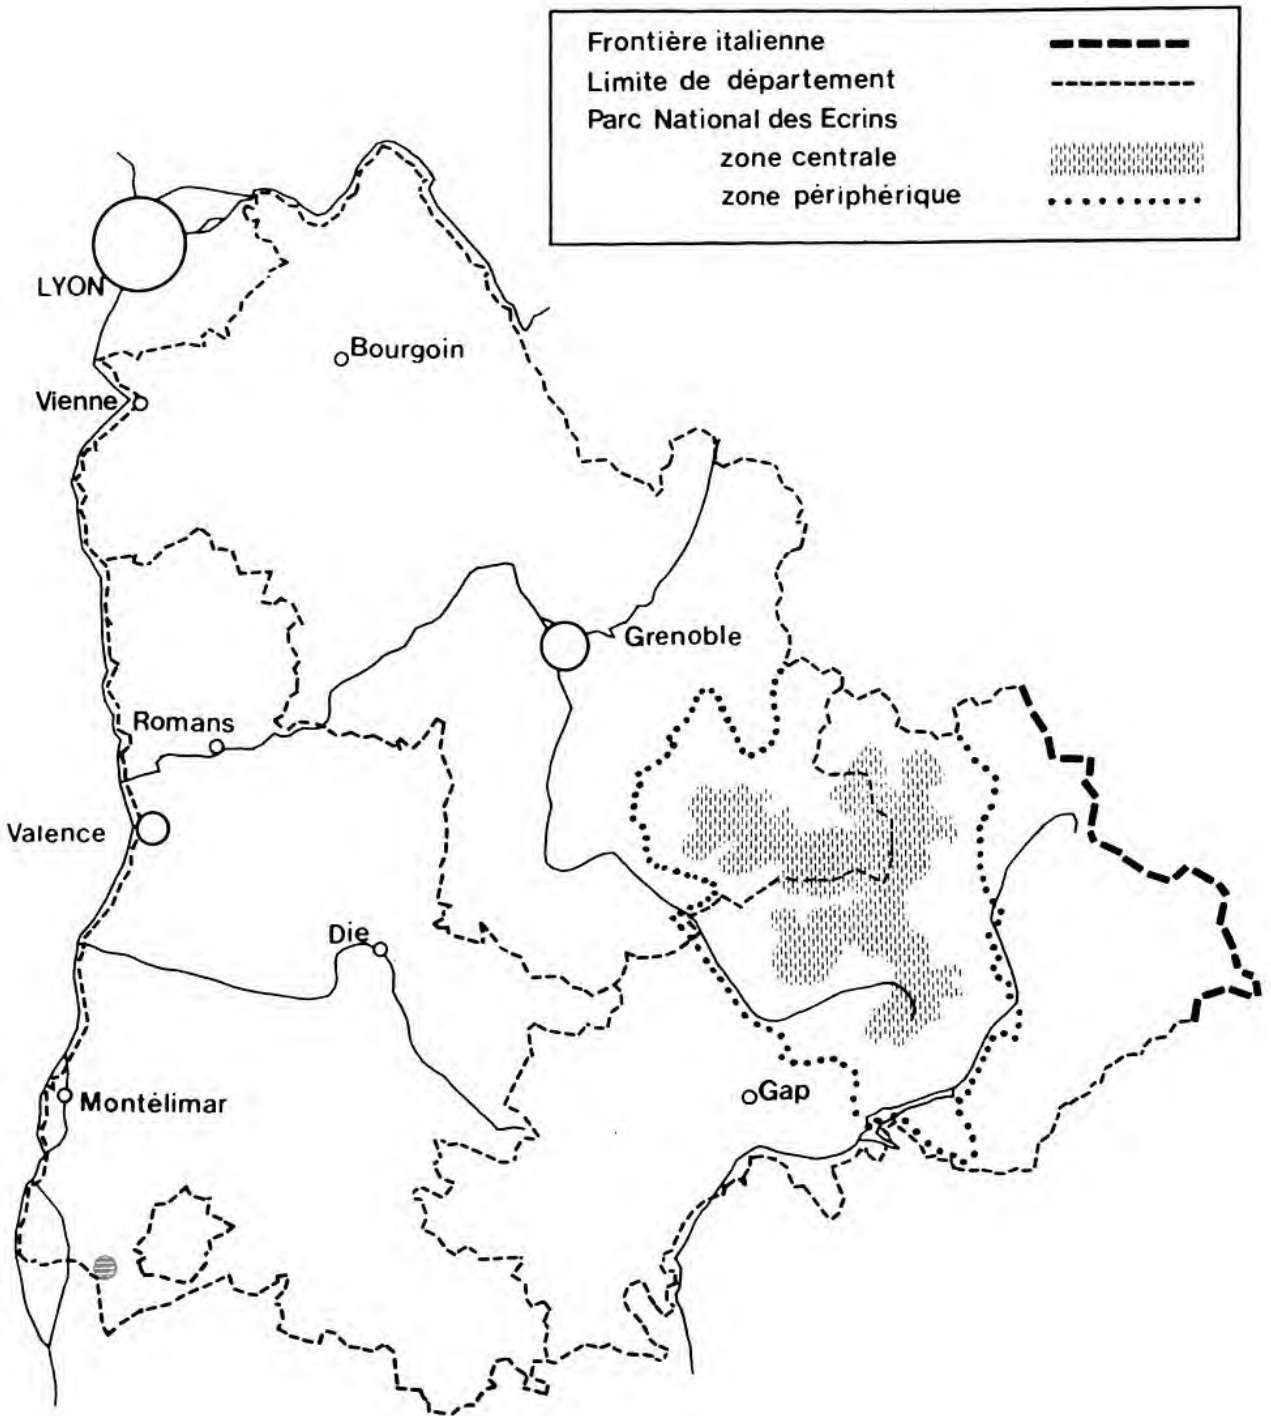 Frontière italienne
Limite de département
Parc National des Ecrins
zone centrale
zone périphérique
LYON
Bourgoin
Vienne
Grenoble
Romans
Valence
Die
Gap
Montélimar